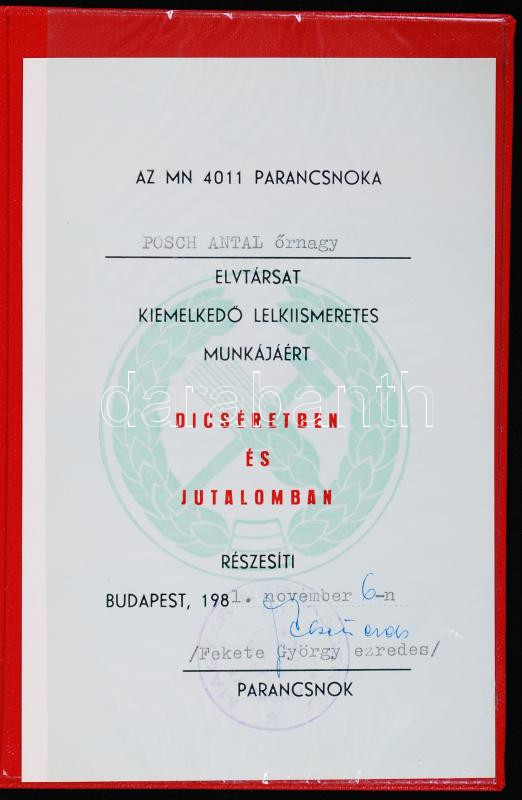 AZ MN 4011 PARANCSNOKA
POSCH ANTAL őrnagy
ELVTÁRSAT
KIEMELKEDŐ LELKIISMERETES
MUNKÁJÁÉRT
darabanth
DICSÉRETBEN
ÉS
JUTALOMBAN
RÉSZESÍTI
BUDAPEST, 1981. november 6-n
/Fekete György ezredes/
PARANCSNOK